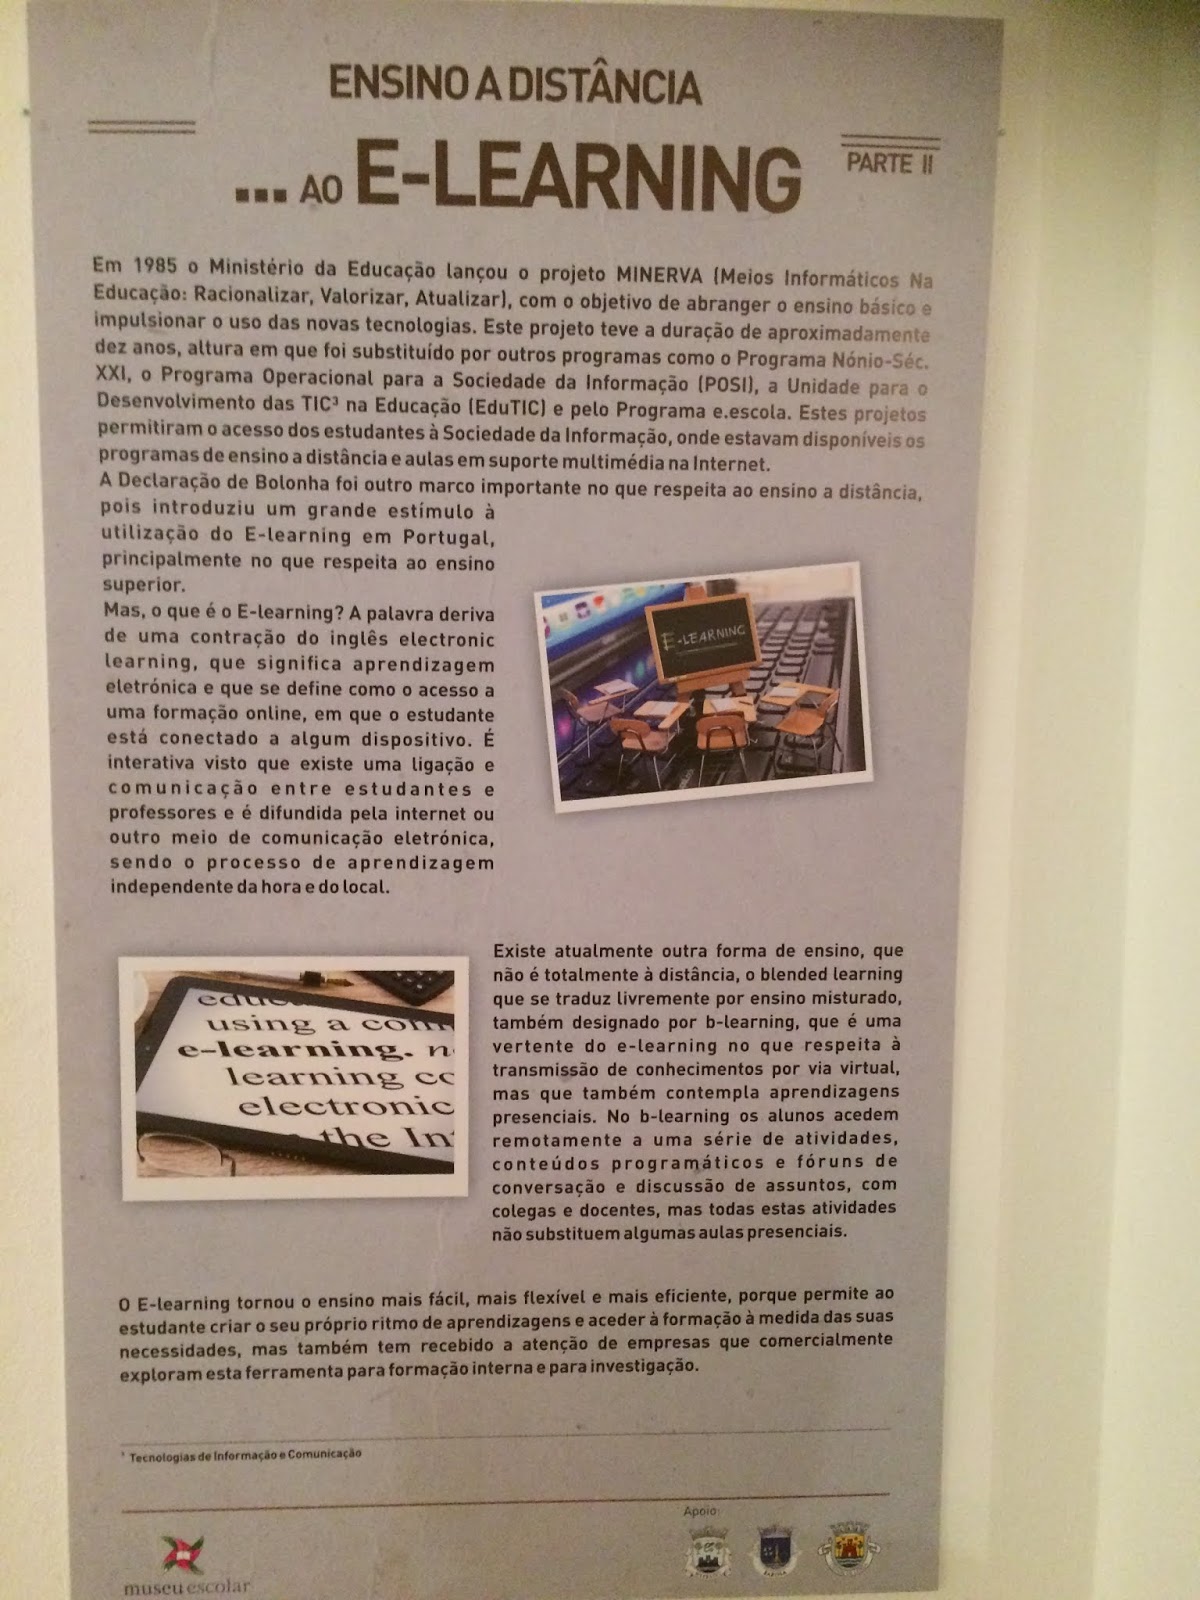 ENSINO A DISTÂNCIA
... AO E-LEARNING
PARTE II
Em 1985 o Ministério da Educação lançou o projeto MINERVA (Meios Informáticos Na
Educação: Racionalizar, Valorizar, Atualizar), com o objetivo de abranger o ensino básico e
impulsionar o uso das novas tecnologias. Este projeto teve a duração de aproximadamente
dez anos, altura em que foi substituído por outros programas como o Programa Nónio-Séc.
XXI, o Programa Operacional para a Sociedade da Informação (POSI), a Unidade para o
Desenvolvimento das TIC³ na Educação (EduTIC) e pelo Programa e.escola. Estes projetos
permitiram o acesso dos estudantes à Sociedade da Informação, onde estavam disponíveis os
programas de ensino a distância e aulas em suporte multimédia na Internet.
A Declaração de Bolonha foi outro marco importante no que respeita ao ensino a distância,
pois introduziu um grande estímulo à
utilização do E-learning em Portugal,
principalmente no que respeita ao ensino
superior.
Mas, o que é o E-learning? A palavra deriva
de uma contração do inglês electronic
learning, que significa aprendizagem
eletrónica e que se define como o acesso a
uma formação online, em que o estudante
está conectado a algum dispositivo. É
interativa visto que existe uma ligação e
comunicação entre estudantes e
professores e é difundida pela internet ou
outro meio de comunicação eletrónica,
sendo o processo de aprendizagem
independente da hora e do local.
E-LEARNING
educ
using a com
e-learning. n
learning co
electronic
the Int
Existe atualmente outra forma de ensino, que
não é totalmente à distância, o blended learning
que se traduz livremente por ensino misturado,
também designado por b-learning, que é uma
vertente do e-learning no que respeita à
transmissão de conhecimentos por via virtual,
mas que também contempla aprendizagens
presenciais. No b-learning os alunos acedem
remotamente a uma série de atividades,
conteúdos programáticos e fóruns de
conversação e discussão de assuntos, com
colegas e docentes, mas todas estas atividades
não substituem algumas aulas presenciais.
O E-learning tornou o ensino mais fácil, mais flexível e mais eficiente, porque permite ao
estudante criar o seu próprio ritmo de aprendizagens e aceder à formação à medida das suas
necessidades, mas também tem recebido a atenção de empresas que comercialmente
exploram esta ferramenta para formação interna e para investigação.
³ Tecnologias de Informação e Comunicação
Apoio:
museu escolar